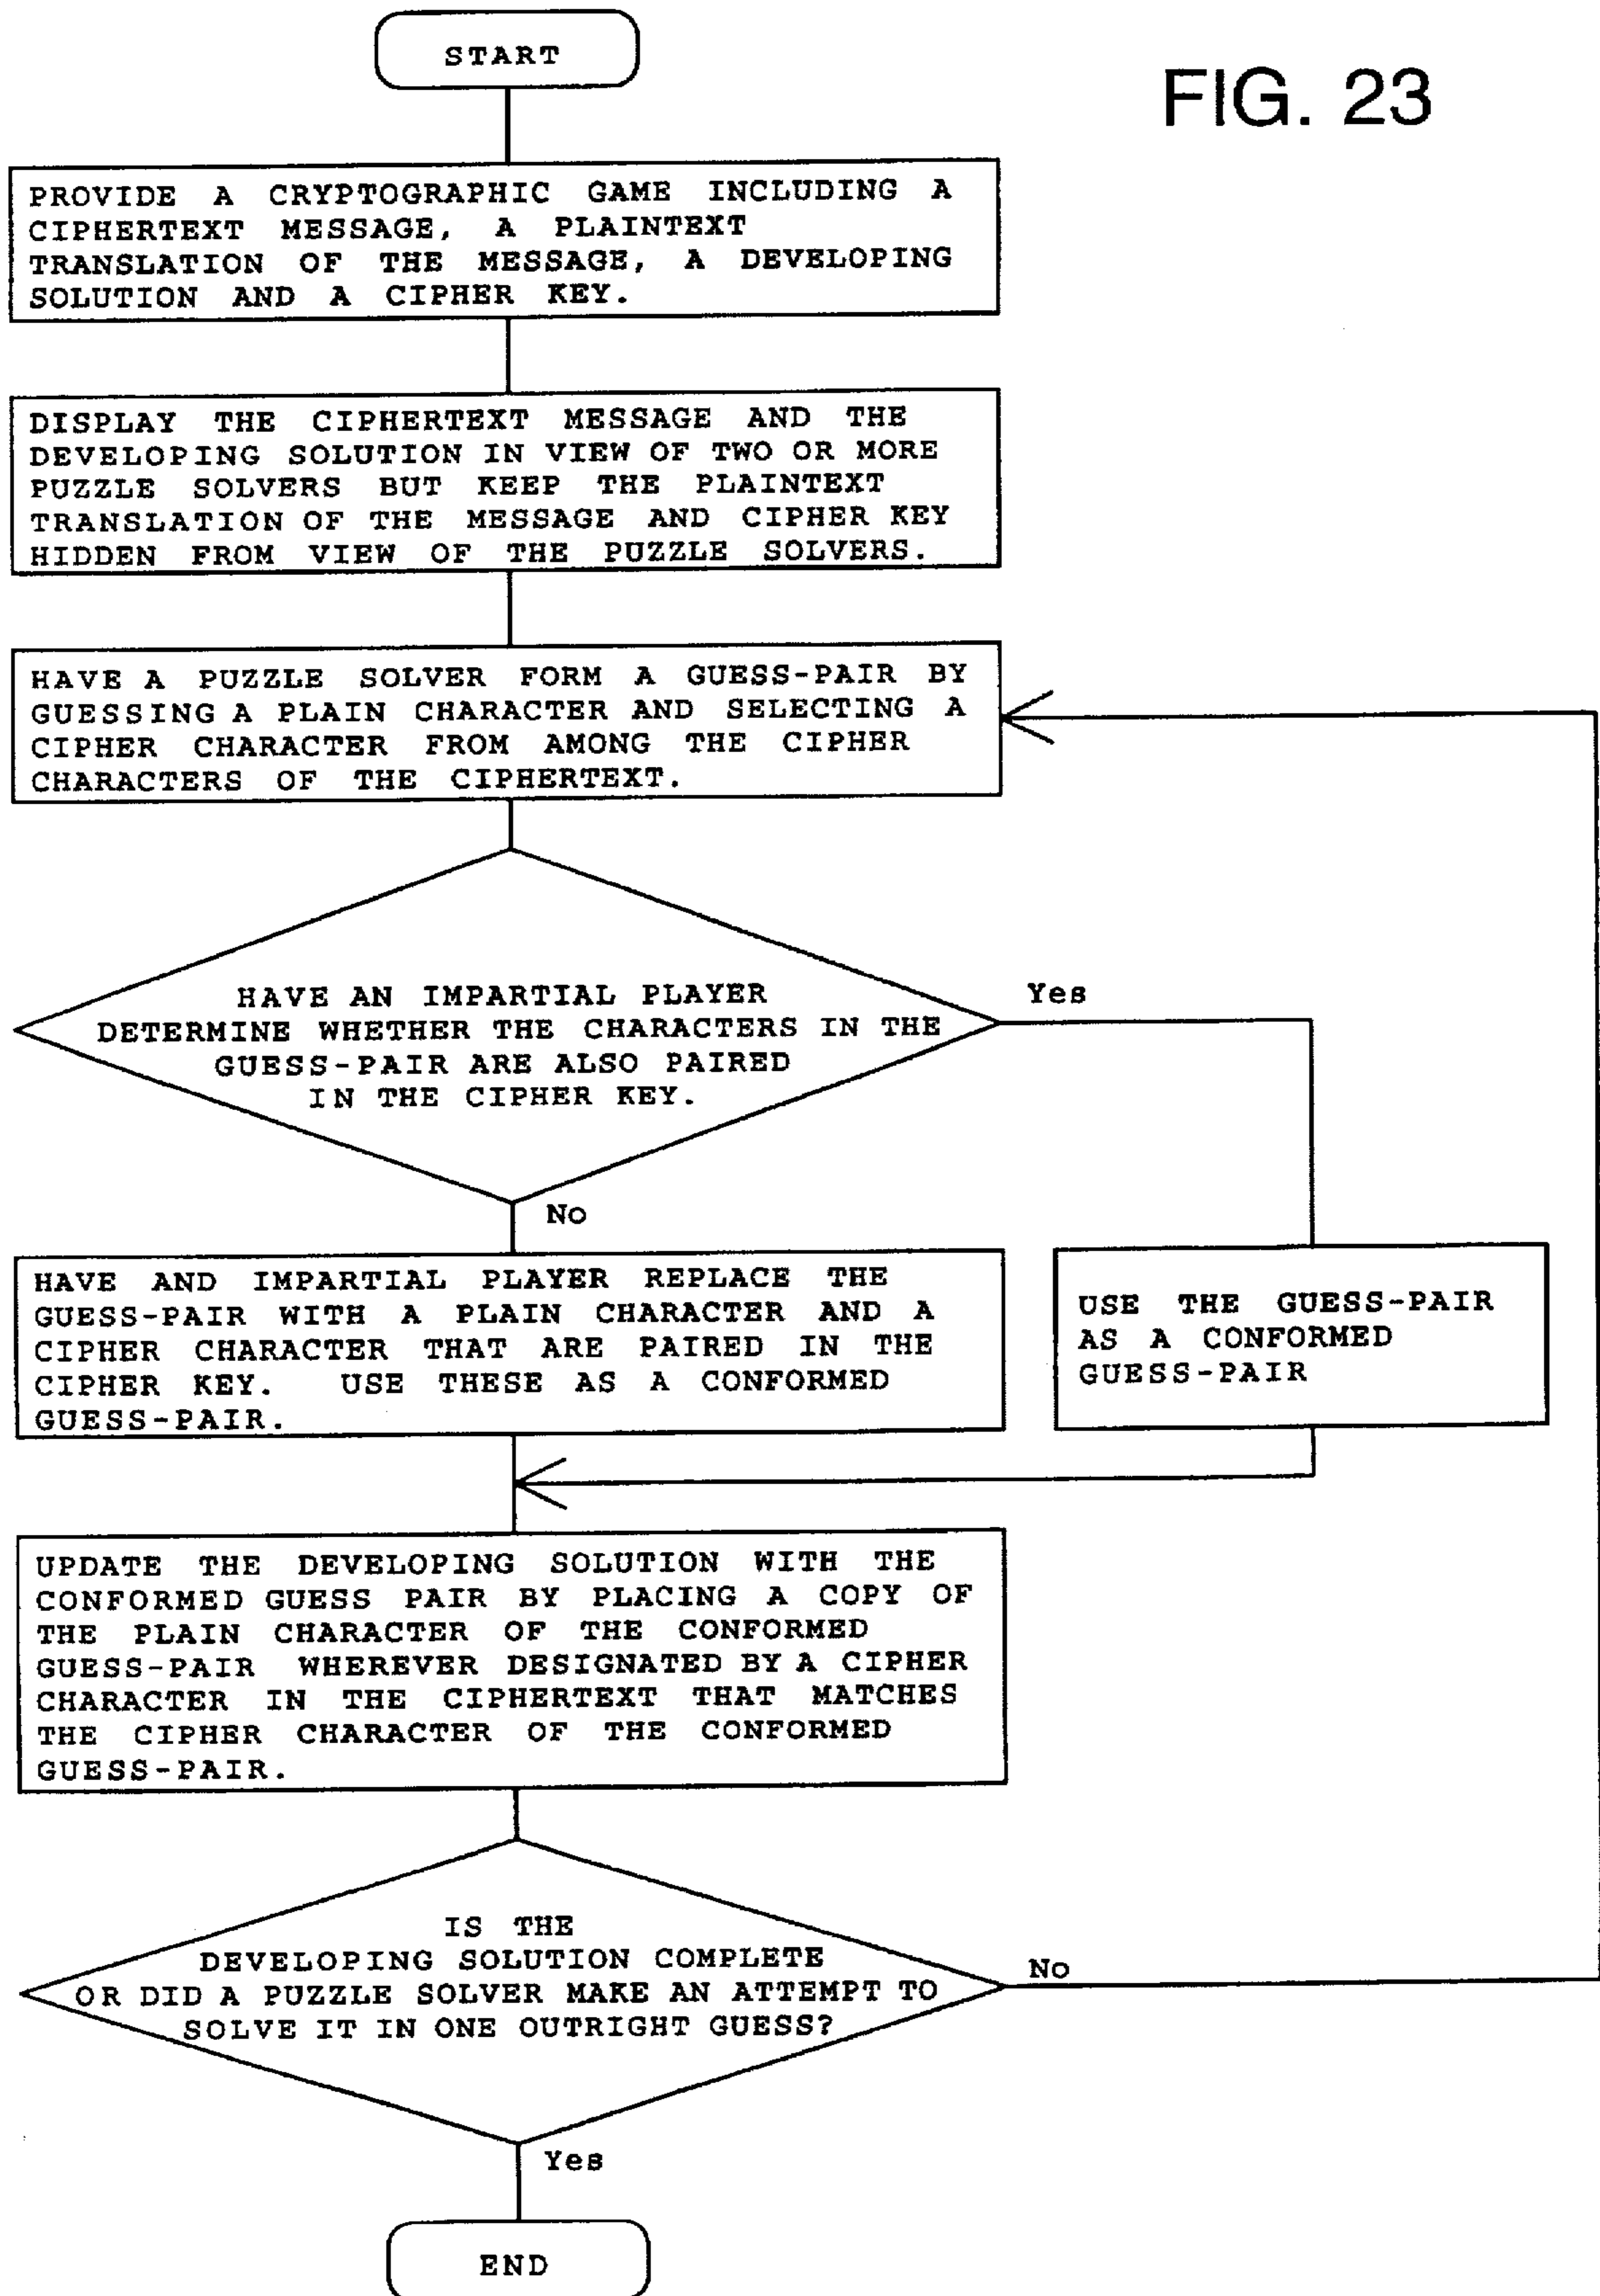 START
FIG. 23
PROVIDE A CRYPTOGRAPHIC GAME INCLUDING A
CIPHERTEXT MESSAGE, A PLAINTEXT
TRANSLATION OF THE MESSAGE, A DEVELOPING
SOLUTION AND A CIPHER KEY.
DISPLAY THE CIPHERTEXT MESSAGE AND THE
DEVELOPING SOLUTION IN VIEW OF TWO OR MORE
PUZZLE SOLVERS BUT KEEP THE PLAINTEXT
TRANSLATION OF THE MESSAGE AND CIPHER KEY
HIDDEN FROM VIEW OF THE PUZZLE SOLVERS.
HAVE A PUZZLE SOLVER FORM A GUESS-PAIR BY
GUESSING A PLAIN CHARACTER AND SELECTING A
CIPHER CHARACTER FROM AMONG THE CIPHER
CHARACTERS OF THE CIPHERTEXT.
HAVE AN IMPARTIAL PLAYER
DETERMINE WHETHER THE CHARACTERS IN THE
GUESS-PAIR ARE ALSO PAIRED
IN THE CIPHER KEY.
Yes
No
HAVE AND IMPARTIAL PLAYER REPLACE THE
GUESS-PAIR WITH A PLAIN CHARACTER AND A
CIPHER CHARACTER THAT ARE PAIRED IN THE
CIPHER KEY. USE THESE AS A CONFORMED
GUESS-PAIR.
USE THE GUESS-PAIR
AS A CONFORMED
GUESS-PAIR
UPDATE THE DEVELOPING SOLUTION WITH THE
CONFORMED GUESS PAIR BY PLACING A COPY OF
THE PLAIN CHARACTER OF THE CONFORMED
GUESS-PAIR WHEREVER DESIGNATED BY A CIPHER
CHARACTER IN THE CIPHERTEXT THAT MATCHES
THE CIPHER CHARACTER OF THE CONFORMED
GUESS-PAIR.
IS THE
DEVELOPING SOLUTION COMPLETE
OR DID A PUZZLE SOLVER MAKE AN ATTEMPT TO
SOLVE IT IN ONE OUTRIGHT GUESS?
No
Yes
END